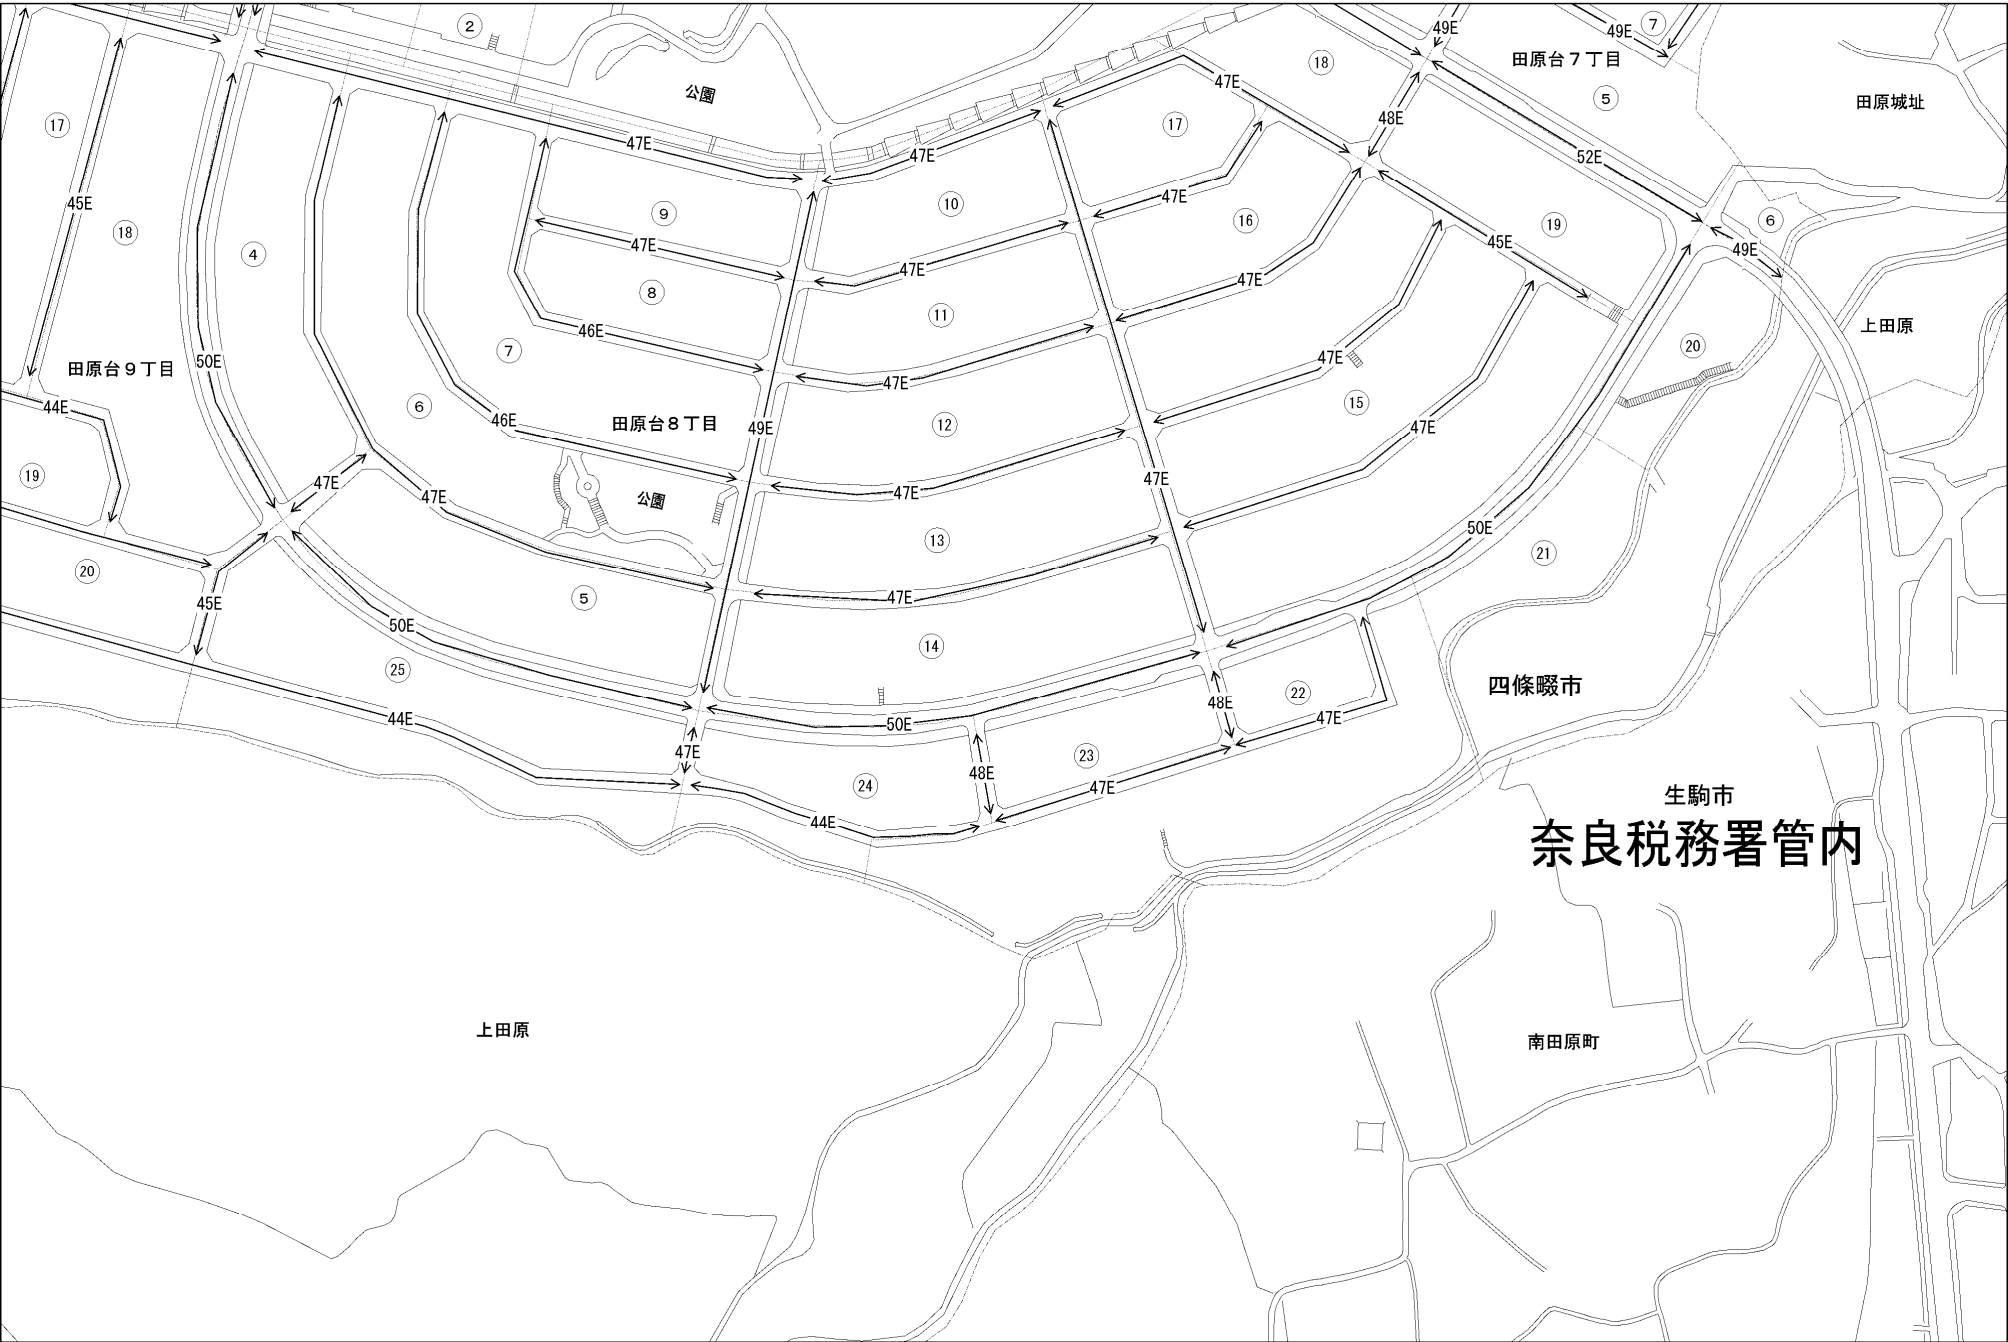 ②
49E
49E
⑦
田原台７丁目
公園
⑱
47E
⑤
田原城址
⑰
⑰
48E
47E
47E
52E
45E
⑱
④
⑨
⑩
47E
⑯
⑲
⑥
47E
45E
49E
47E
47E
⑧
⑪
上田原
46E
⑳
50E
田原台９丁目
⑦
47E
47E
⑮
44E
⑥
46E
田原台８丁目
49E
⑫
47E
⑲
47E
47E
公園
47E
47E
⑬
50E
㉑
⑳
45E
⑤
47E
50E
⑭
㉕
四條畷市
㉒
48E
44E
50E
47E
47E
㉓
48E
㉔
47E
44E
生駒市
奈良税務署管内
上田原
南田原町